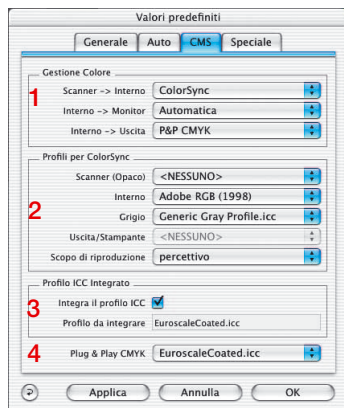 Valori predefiniti
Generale Auto CMS Speciale
Gestione Colore
1
Scanner -> Interno ColorSync
Interno -> Monitor Automatica
Interno -> Uscita P&P CMYK
Profili per ColorSync
Scanner (Opaco) <NESSUNO>
2
Interno Adobe RGB (1998)
Grigio Generic Gray Profile.icc
Uscita/Stampante <NESSUNO>
Scopo di riproduzione percettivo
Profilo ICC Integrato
3
Integra il profilo ICC
Profilo da integrare EuroscaleCoated.icc
4 Plug & Play CMYK EuroscaleCoated.icc
Applica Annulla OK